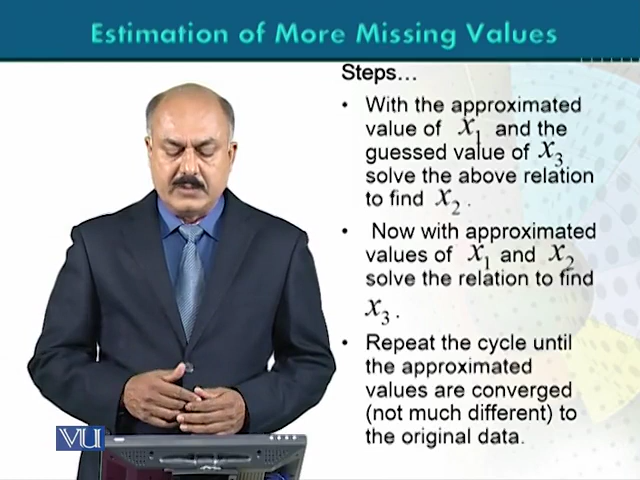 Estimation of More Missing Values
Steps...
• With the approximated
value of x₁ and the
guessed value of x₃
solve the above relation
to find x₂ .
• Now with approximated
values of x₁ and x₂
solve the relation to find
x₃ .
• Repeat the cycle until
the approximated
values are converged
(not much different) to
the original data.
VU